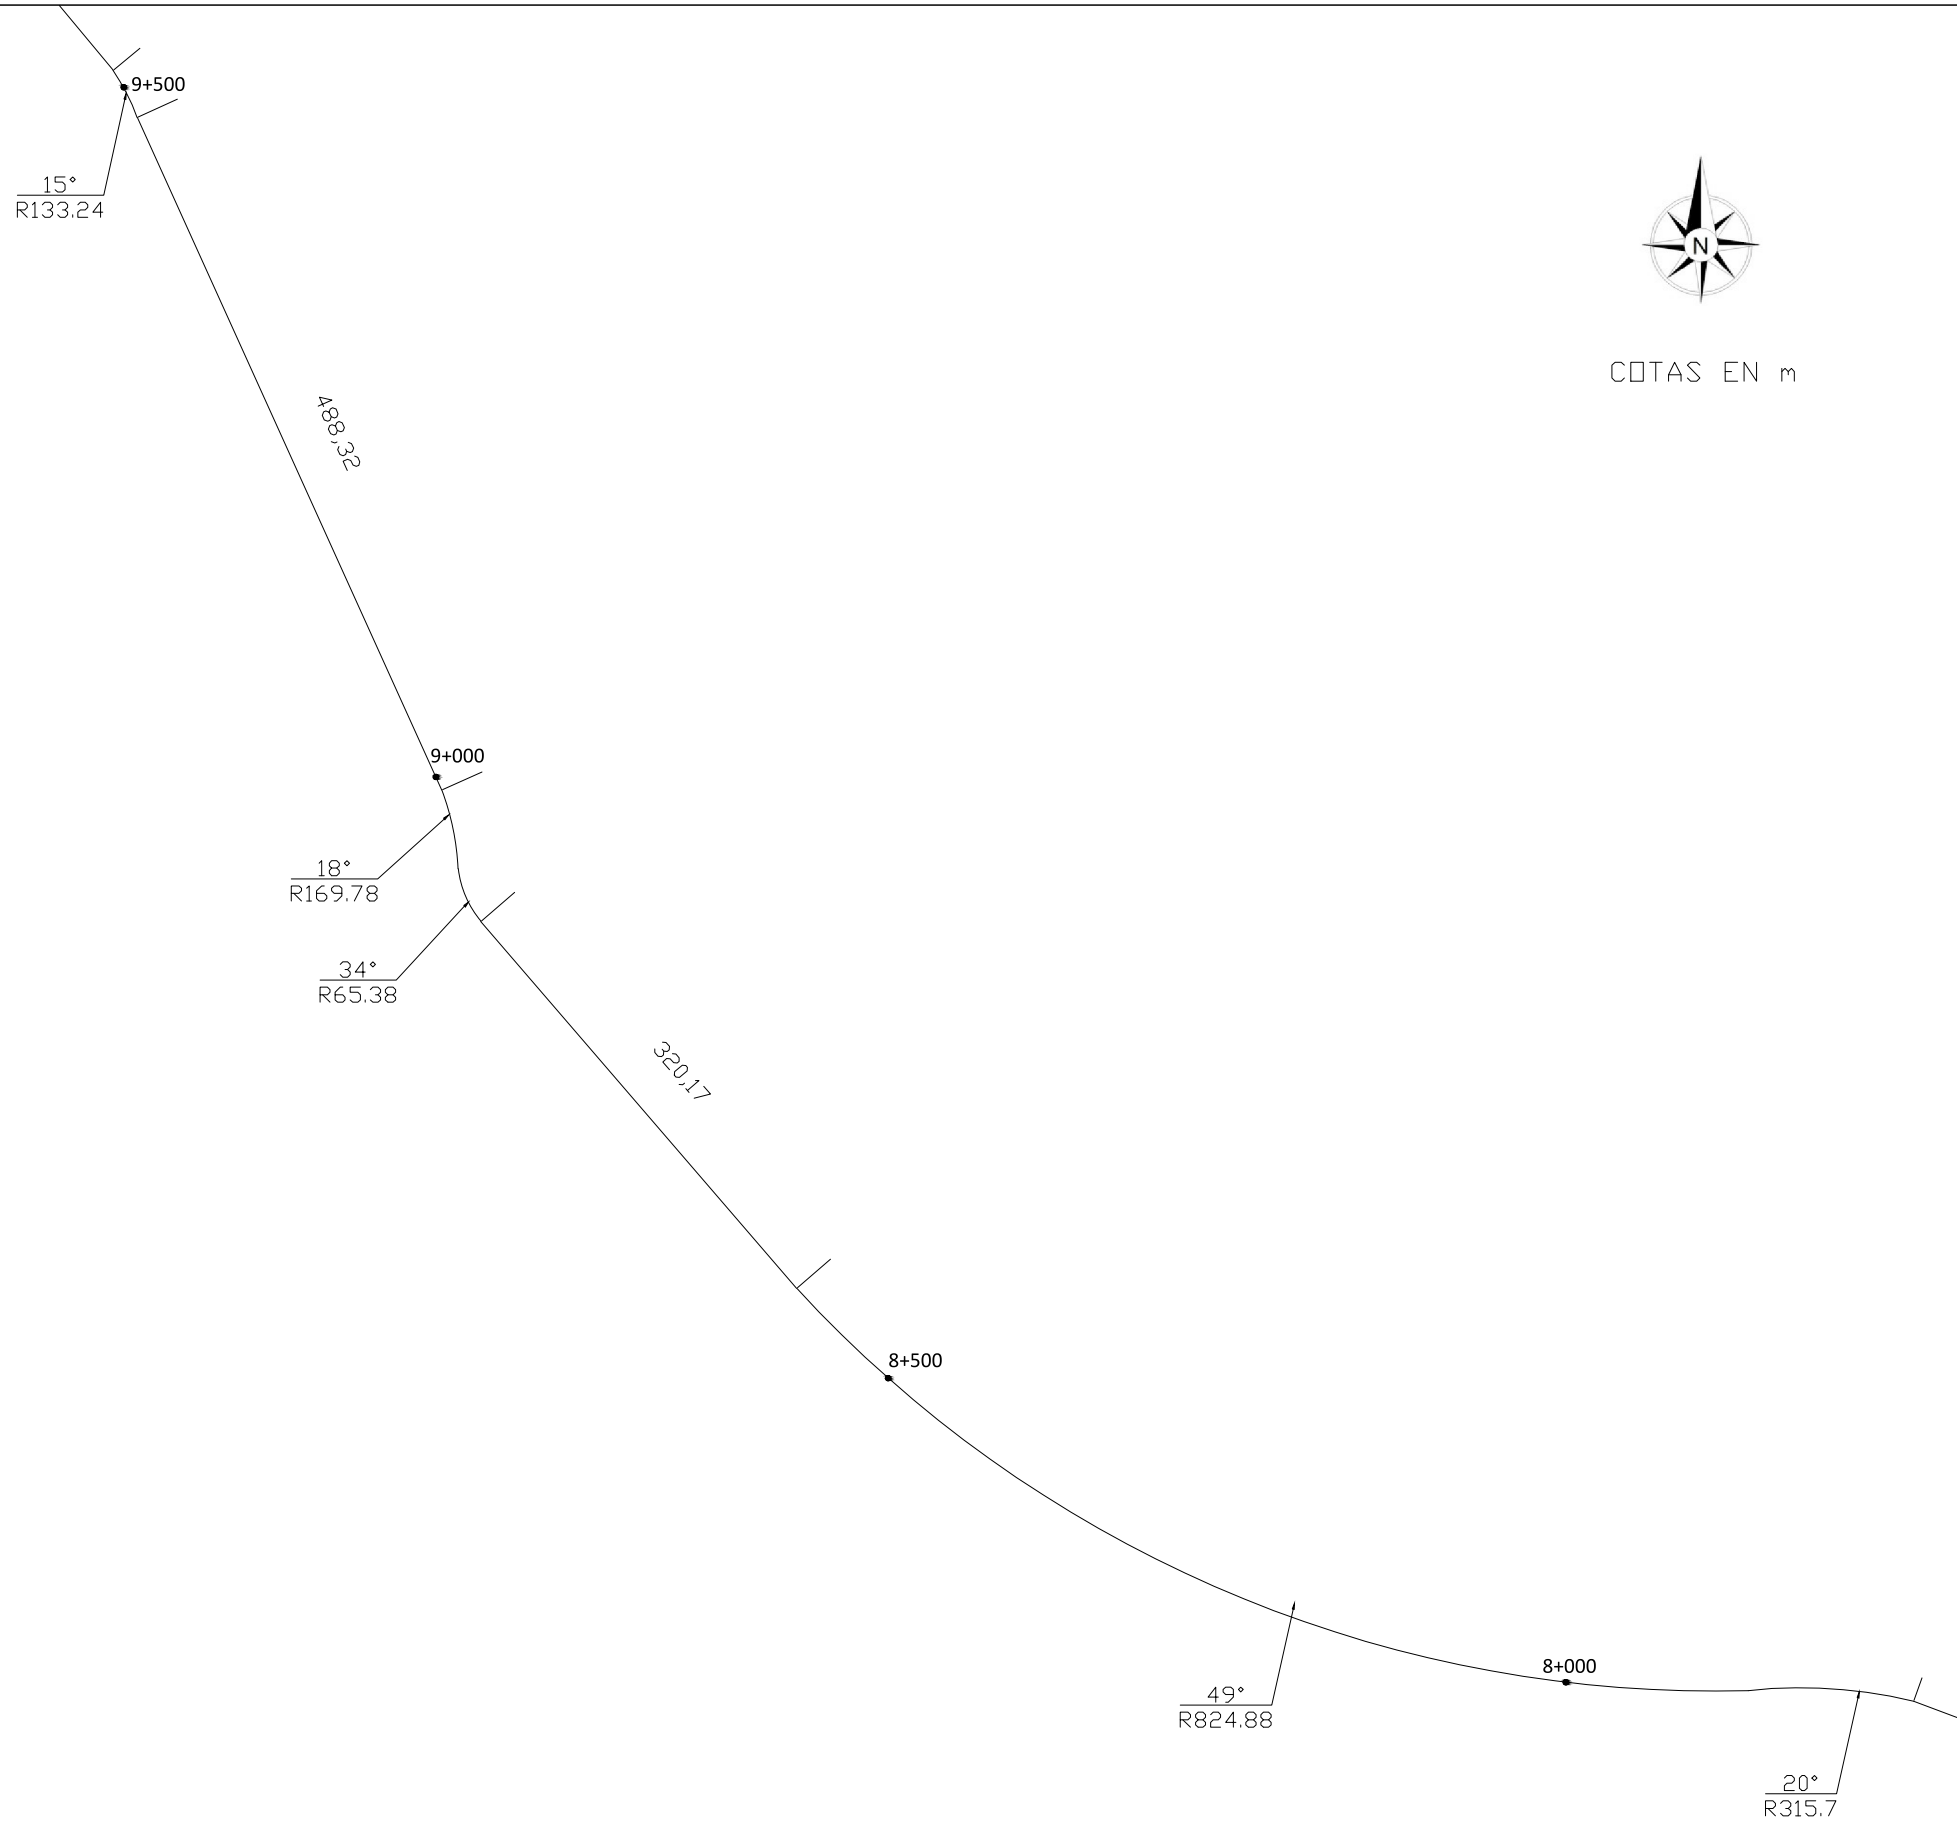 9+500
15°
R133.24
N
COTAS EN m
488,32
9+000
18°
R169.78
34°
R65.38
320,17
8+500
8+000
49°
R824.88
20°
R315.7